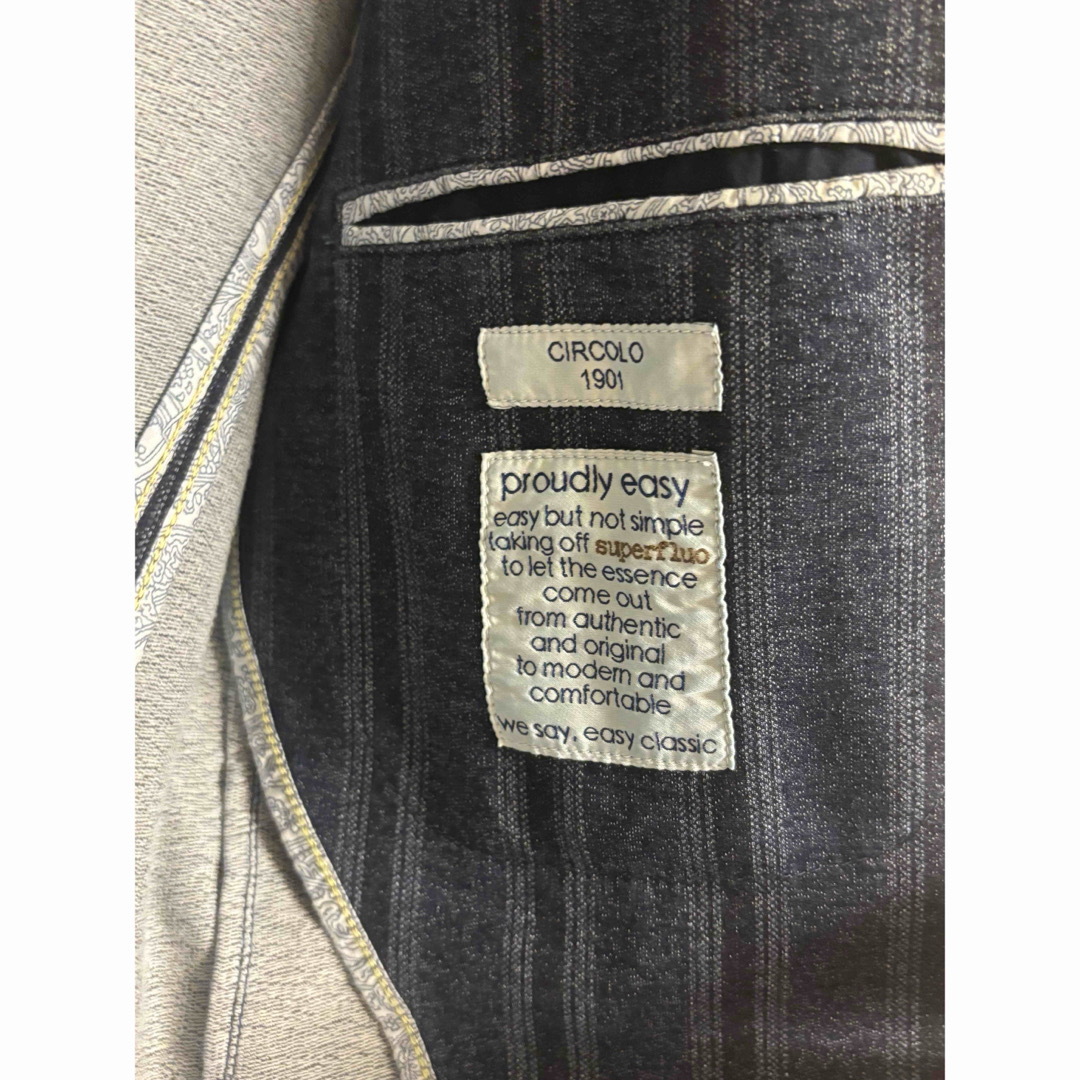 CIRCOLO
1901
proudly easy
easy but not simple
taking off superfluo
to let the essence
come out
from authentic
and original
to modern and
comfortable
we say, easy classic